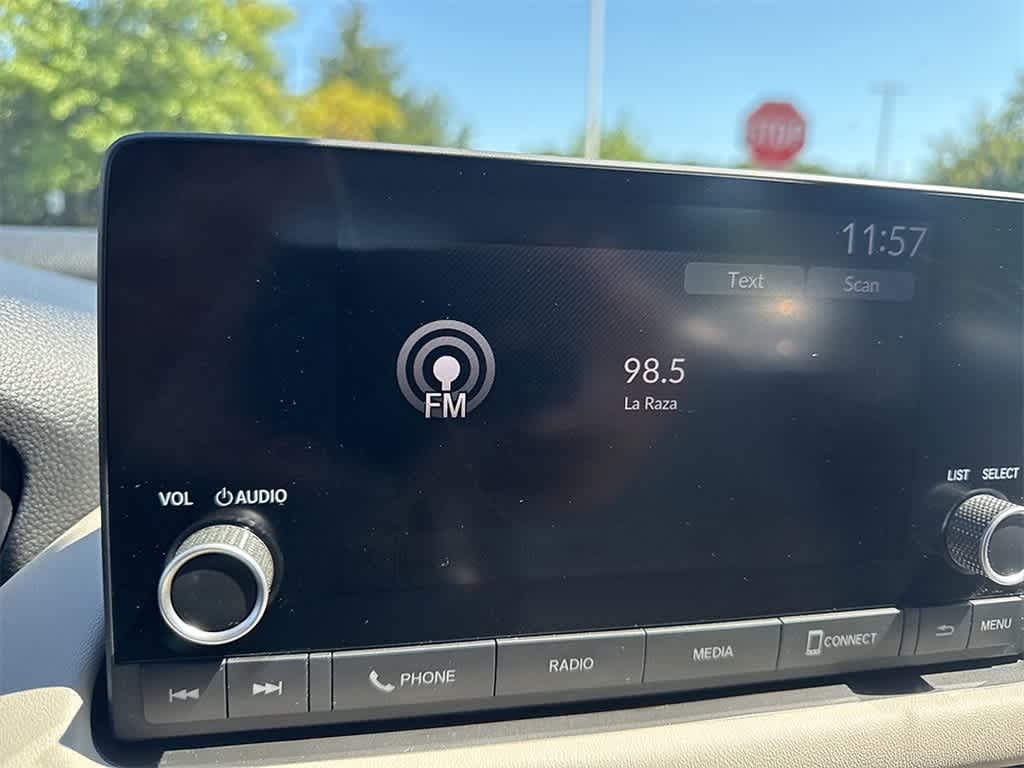 STOP
11:57
Text
Scan
FM
98.5
La Raza
VOL
AUDIO
LIST
SELECT
PHONE
RADIO
MEDIA
CONNECT
MENU